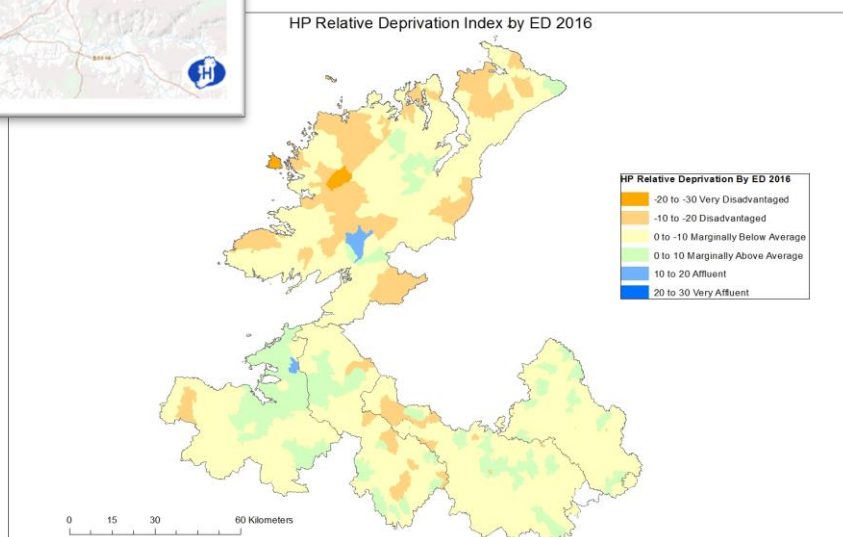 HP Relative Deprivation Index by ED 2016
HP Relative Deprivation By ED 2016
-20 to -30 Very Disadvantaged
-10 to -20 Disadvantaged
0 to -10 Marginally Below Average
0 to 10 Marginally Above Average
10 to 20 Affluent
20 to 30 Very Affluent
0 15 30 60 Kilometers